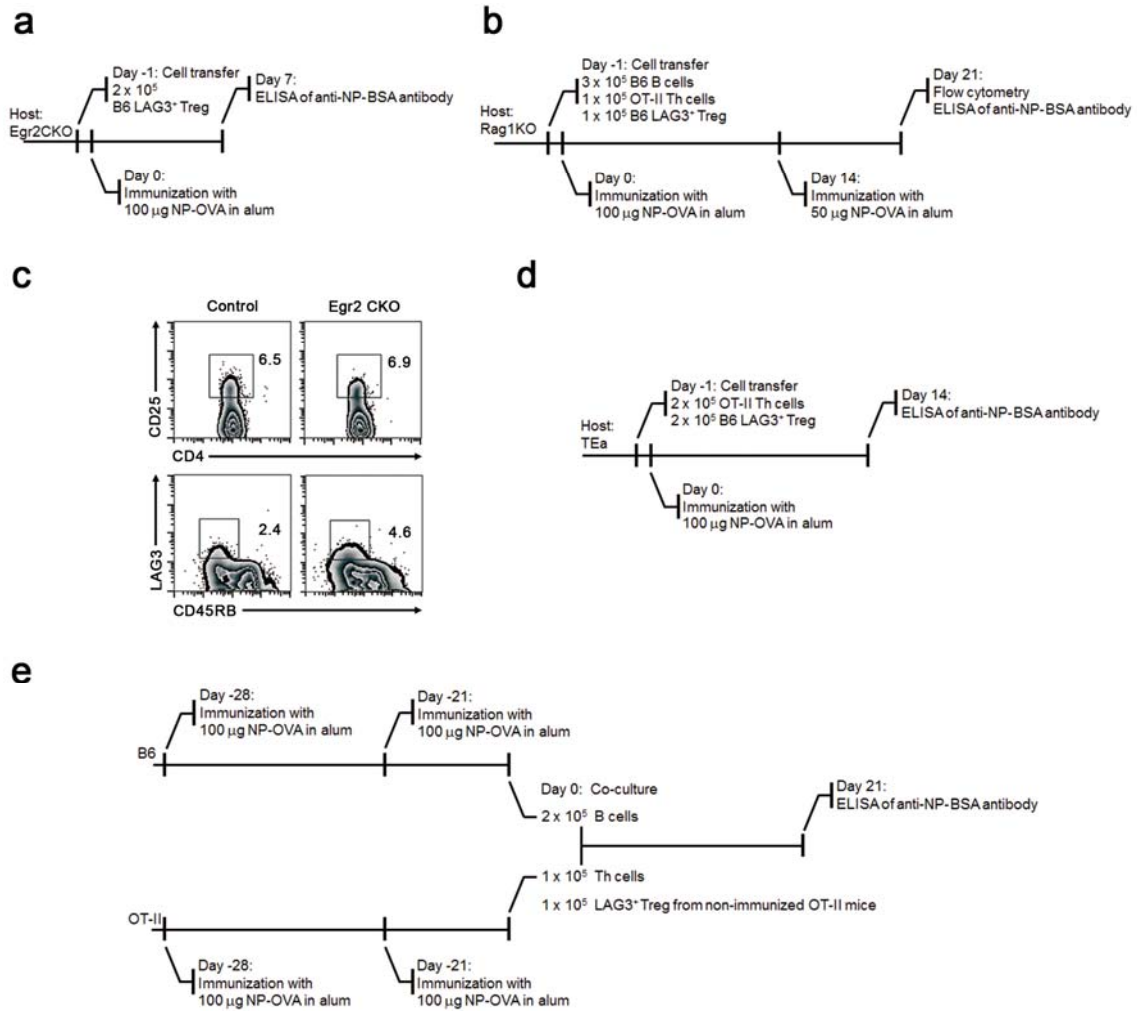 a
Day -1: Cell transfer
2 x 10⁵
B6 LAG3⁺ Treg
Day 7:
ELISA of anti-NP-BSA antibody
Host:
Egr2CKO
Day 0:
Immunization with
100 µg NP-OVA in alum
b
Day -1: Cell transfer
3 x 10⁵ B6 B cells
1 x 10⁵ OT-II Th cells
1 x 10⁵ B6 LAG3⁺ Treg
Day 21:
Flow cytometry
ELISA of anti-NP-BSA antibody
Host:
Rag1KO
Day 0:
Immunization with
100 µg NP-OVA in alum
Day 14:
Immunization with
50 µg NP-OVA in alum
c
Control
Egr2 CKO
6.5
6.9
CD25
CD4
2.4
4.6
LAG3
CD45RB
d
Day -1: Cell transfer
2 x 10⁵ OT-II Th cells
2 x 10⁵ B6 LAG3⁺ Treg
Day 14:
ELISA of anti-NP-BSA antibody
Host:
TEa
Day 0:
Immunization with
100 µg NP-OVA in alum
e
Day -28:
Immunization with
100 µg NP-OVA in alum
Day -21:
Immunization with
100 µg NP-OVA in alum
B6
Day 0: Co-culture
2 x 10⁵ B cells
Day 21:
ELISA of anti-NP-BSA antibody
1 x 10⁵ Th cells
1 x 10⁵ LAG3⁺ Treg from non-immunized OT-II mice
OT-II
Day -28:
Immunization with
100 µg NP-OVA in alum
Day -21:
Immunization with
100 µg NP-OVA in alum